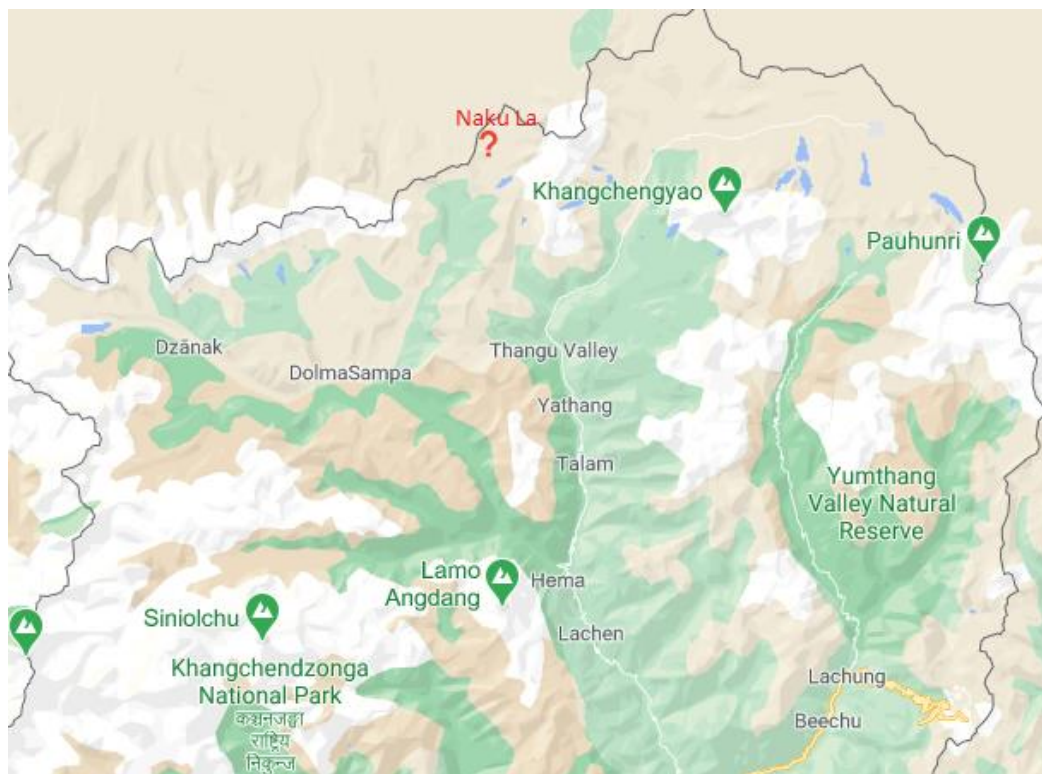 Naku La
?
Khangchengyao
Pauhunri
Dzānak
Thangu Valley
DolmaSampa
Yathang
Talam
Yumthang
Valley Natural
Reserve
Lamo
Angdang
Hema
Siniolchu
Lachen
Khangchendzonga
National Park
कञ्चनजङ्घा
राष्ट्रिय
निकुन्ज
Lachung
Beechu